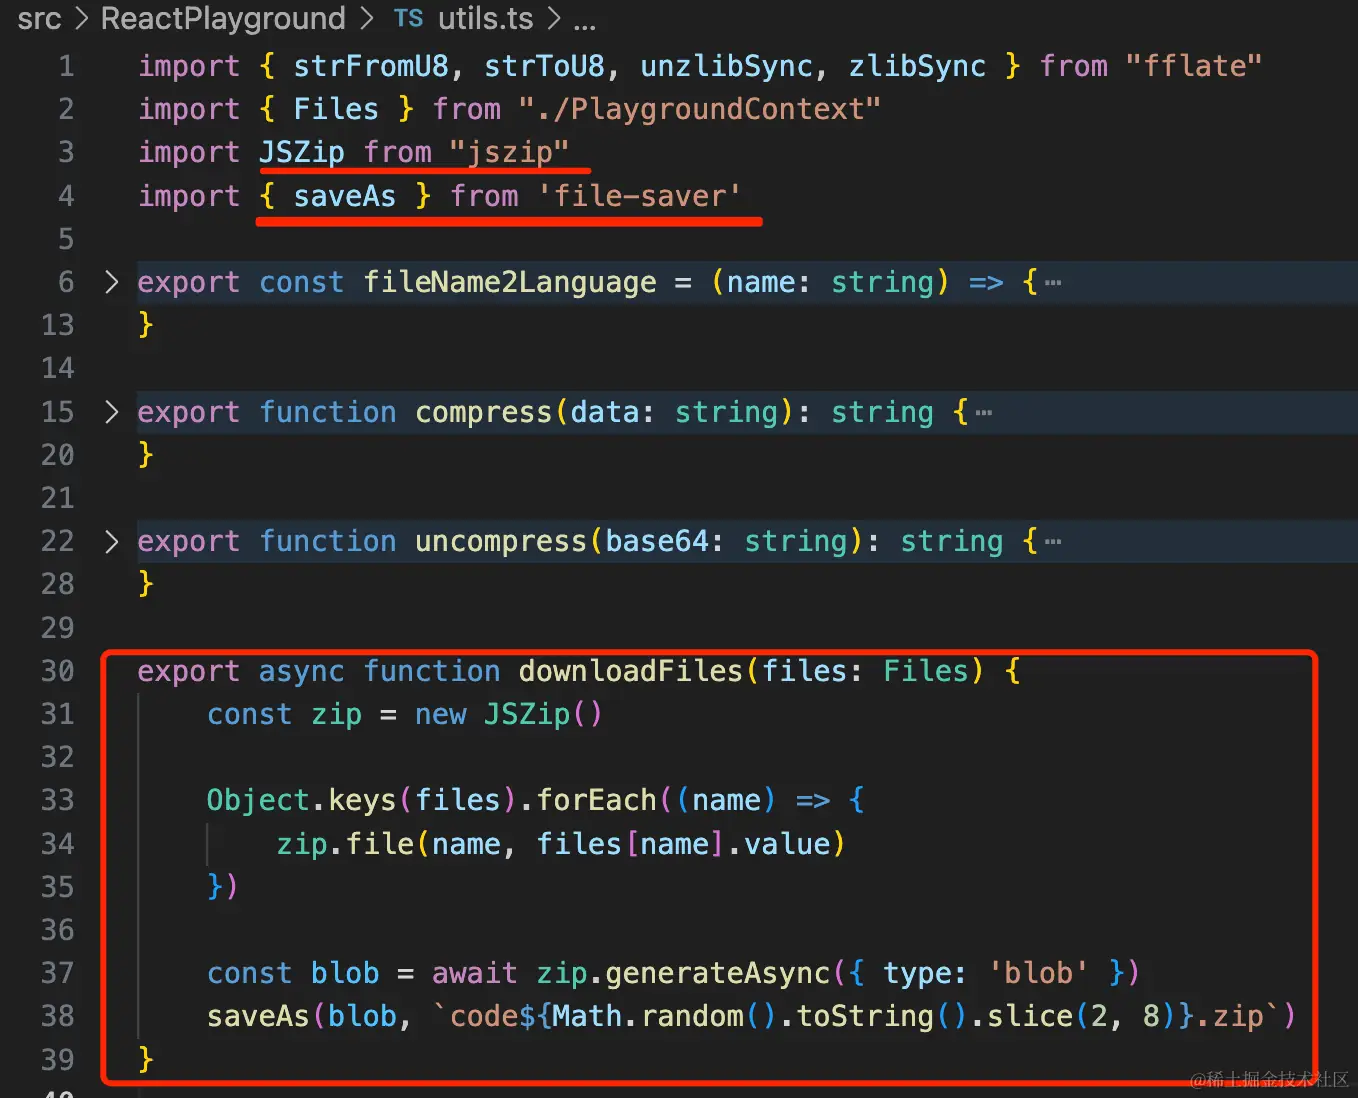 src > ReactPlayground > TS utils.ts > ...
1 import { strFromU8, strToU8, unzlibSync, zlibSync } from "fflate"
2 import { Files } from "./PlaygroundContext"
3 import JSZip from "jszip"
4 import { saveAs } from 'file-saver'
5
6 > export const fileName2Language = (name: string) => {⋯
13 }
14
15 > export function compress(data: string): string {⋯
20 }
21
22 > export function uncompress(base64: string): string {⋯
28 }
29
30 export async function downloadFiles(files: Files) {
31     const zip = new JSZip()
32
33     Object.keys(files).forEach((name) => {
34         zip.file(name, files[name].value)
35     })
36
37     const blob = await zip.generateAsync({ type: 'blob' })
38     saveAs(blob, `code${Math.random().toString().slice(2, 8)}.zip`)
39 }
40
@稀土掘金技术社区